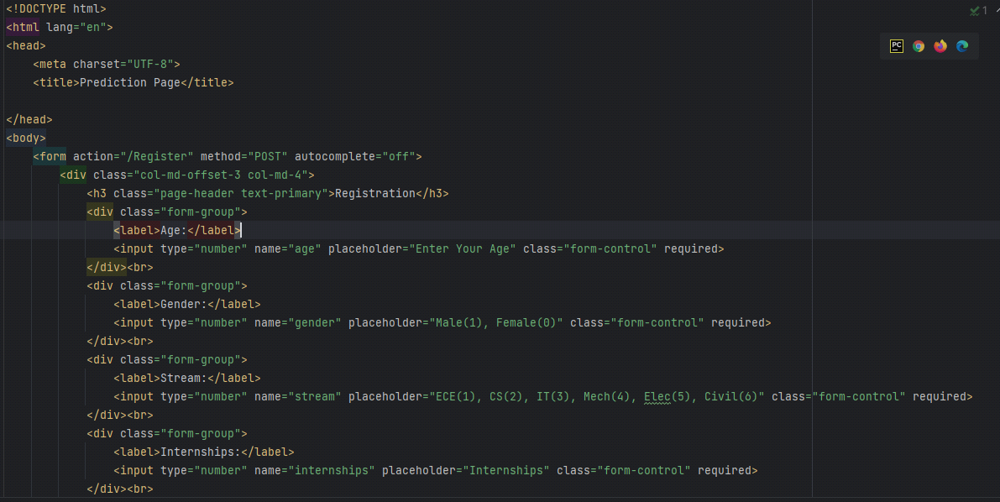 <!DOCTYPE html>
1
<html lang="en">
<head>
PC
    <meta charset="UTF-8">
    <title>Prediction Page</title>
</head>
<body>
    <form action="/Register" method="POST" autocomplete="off">
        <div class="col-md-offset-3 col-md-4">
            <h3 class="page-header text-primary">Registration</h3>
            <div class="form-group">
                <label>Age:</label>
                <input type="number" name="age" placeholder="Enter Your Age" class="form-control" required>
            </div><br>
            <div class="form-group">
                <label>Gender:</label>
                <input type="number" name="gender" placeholder="Male(1), Female(0)" class="form-control" required>
            </div><br>
            <div class="form-group">
                <label>Stream:</label>
                <input type="number" name="stream" placeholder="ECE(1), CS(2), IT(3), Mech(4), Elec(5), Civil(6)" class="form-control" required>
            </div><br>
            <div class="form-group">
                <label>Internships:</label>
                <input type="number" name="internships" placeholder="Internships" class="form-control" required>
            </div><br>